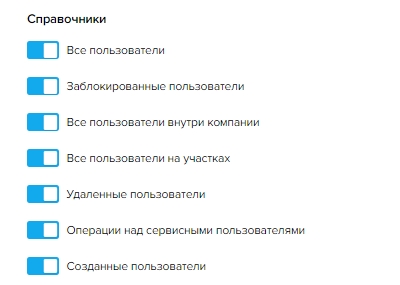 Справочники
Все пользователи
Заблокированные пользователи
Все пользователи внутри компании
Все пользователи на участках
Удаленные пользователи
Операции над сервисными пользователями
Созданные пользователи